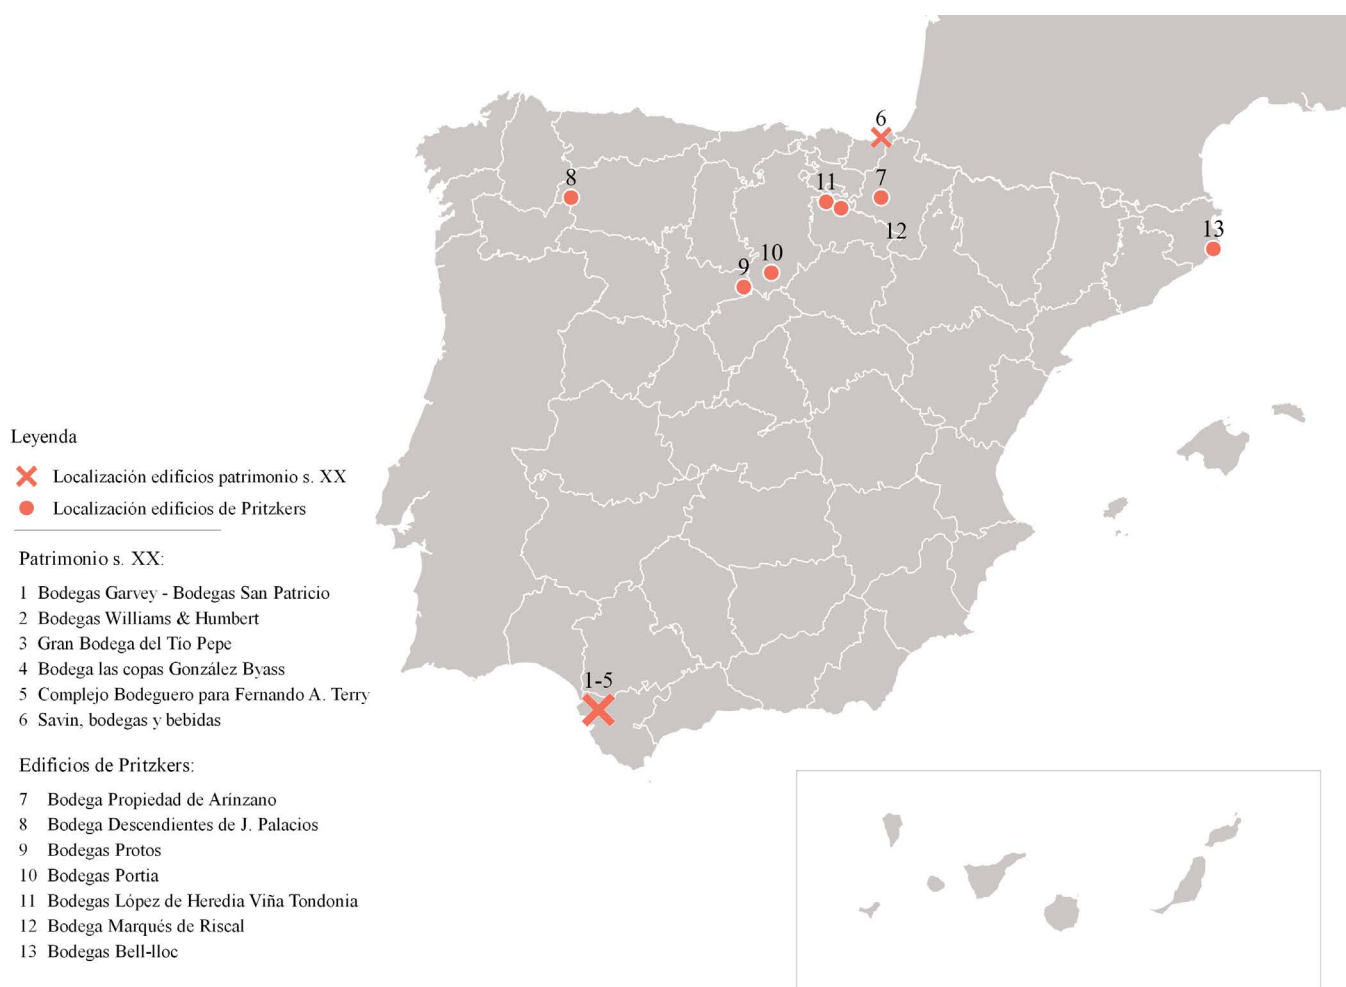 6
8
11
7
12
13
10
9
Leyenda
Localización edificios patrimonio s. XX
Localización edificios de Pritzkers
Patrimonio s. XX:
1 Bodegas Garvey - Bodegas San Patricio
2 Bodegas Williams & Humbert
3 Gran Bodega del Tío Pepe
4 Bodega las copas González Byass
5 Complejo Bodeguero para Fernando A. Terry
6 Savin, bodegas y bebidas
1-5
Edificios de Pritzkers:
7 Bodega Propiedad de Arínzano
8 Bodega Descendientes de J. Palacios
9 Bodegas Protos
10 Bodegas Portia
11 Bodegas López de Heredia Viña Tondonia
12 Bodega Marqués de Riscal
13 Bodegas Bell-lloc